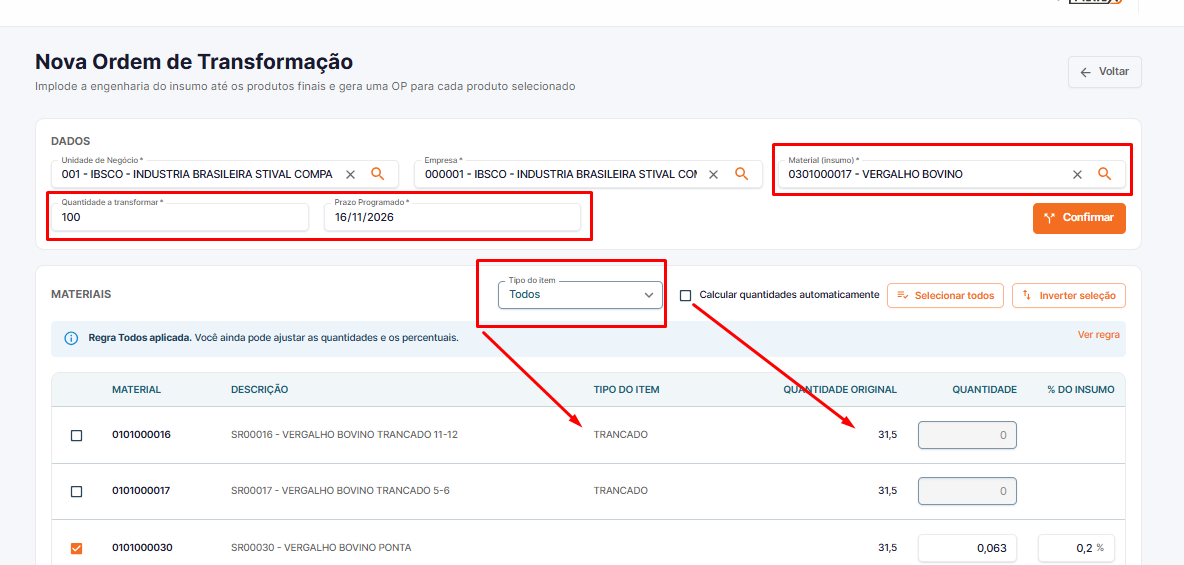 Nova Ordem de Transformação
Implode a engenharia do insumo até os produtos finais e gera uma OP para cada produto selecionado
Voltar
DADOS
Unidade de Negócio *
001 - IBSCO - INDUSTRIA BRASILEIRA STIVAL COMPA
Empresa *
000001 - IBSCO - INDUSTRIA BRASILEIRA STIVAL COM
Material (insumo) *
0301000017 - VERGALHO BOVINO
Quantidade a transformar *
100
Prazo Programado *
16/11/2026
Confirmar
MATERIAIS
Tipo do item
Todos
Calcular quantidades automaticamente
Selecionar todos
Inverter seleção
Regra Todos aplicada. Você ainda pode ajustar as quantidades e os percentuais.
Ver regra
MATERIAL DESCRIÇÃO TIPO DO ITEM QUANTIDADE ORIGINAL QUANTIDADE % DO INSUMO
0101000016 SR00016 - VERGALHO BOVINO TRANCADO 11-12 TRANCADO 31,5 0
0101000017 SR00017 - VERGALHO BOVINO TRANCADO 5-6 TRANCADO 31,5 0
0101000030 SR00030 - VERGALHO BOVINO PONTA 31,5 0,063 0,2 %